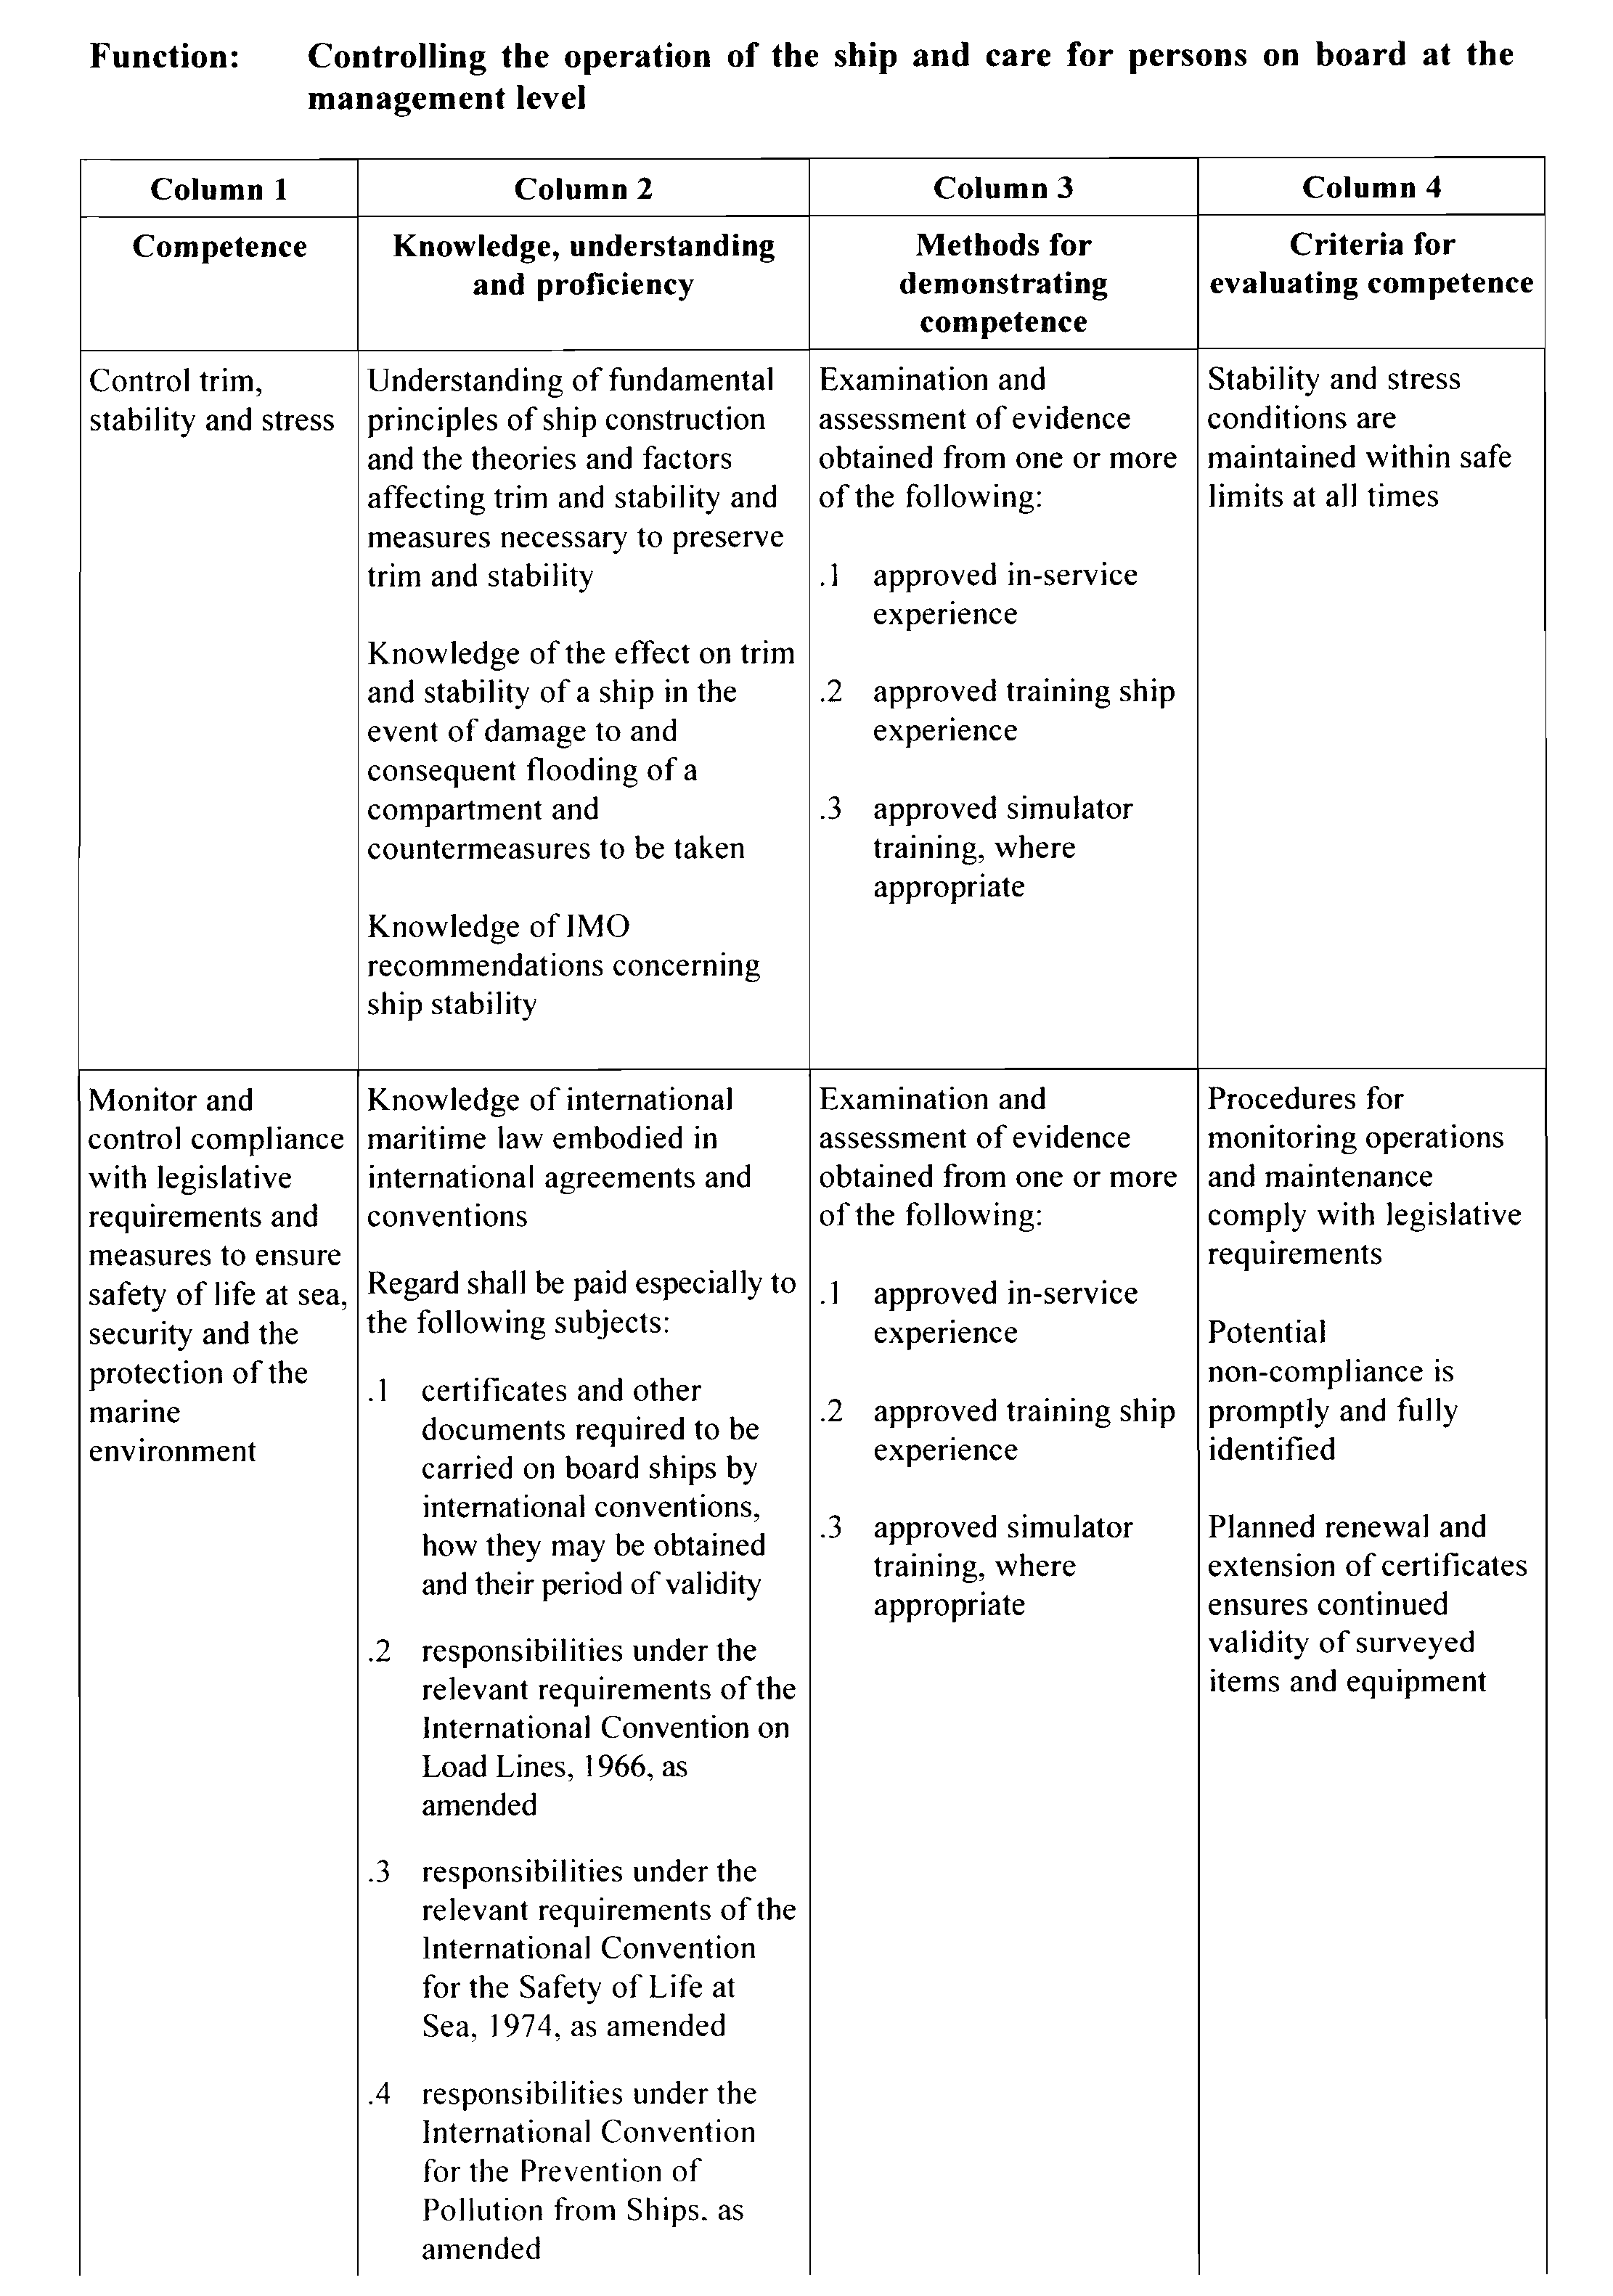 Function: Controlling the operation of the ship and care for persons on board at the
management level
Column 1
Column 2
Column 3
Column 4
Competence
Knowledge, understanding
and proficiency
Methods for
demonstrating
competence
Criteria for
evaluating competence
Control trim,
stability and stress
Understanding of fundamental
principles of ship construction
and the theories and factors
affecting trim and stability and
measures necessary to preserve
trim and stability
Knowledge of the effect on trim
and stability of a ship in the
event of damage to and
consequent flooding of a
compartment and
countermeasures to be taken
Knowledge of IMO
recommendations concerning
ship stability
Examination and
assessment of evidence
obtained from one or more
of the following:
.1 approved in-service
experience
.2 approved training ship
experience
.3 approved simulator
training, where
appropriate
Stability and stress
conditions are
maintained within safe
limits at all times
Monitor and
control compliance
with legislative
requirements and
measures to ensure
safety of life at sea,
security and the
protection of the
marine
environment
Knowledge of international
maritime law embodied in
international agreements and
conventions
Regard shall be paid especially to
the following subjects:
.1 certificates and other
documents required to be
carried on board ships by
international conventions,
how they may be obtained
and their period of validity
.2 responsibilities under the
relevant requirements of the
International Convention on
Load Lines, 1966, as
amended
.3 responsibilities under the
relevant requirements of the
International Convention
for the Safety of Life at
Sea, 1974, as amended
.4 responsibilities under the
International Convention
for the Prevention of
Pollution from Ships. as
amended
Examination and
assessment of evidence
obtained from one or more
of the following:
.1 approved in-service
experience
.2 approved training ship
experience
.3 approved simulator
training, where
appropriate
Procedures for
monitoring operations
and maintenance
comply with legislative
requirements
Potential
non-compliance is
promptly and fully
identified
Planned renewal and
extension of certificates
ensures continued
validity of surveyed
items and equipment